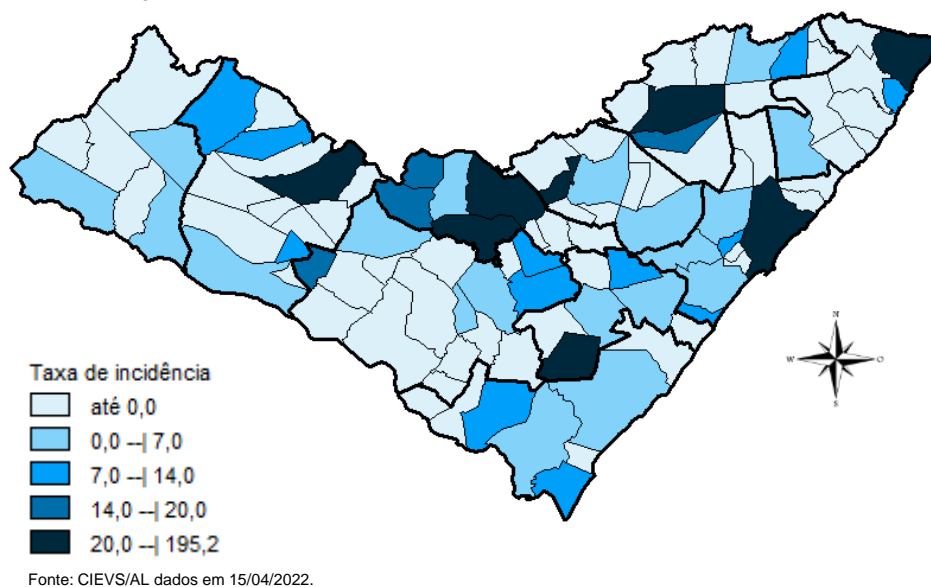 N
W O
S
Taxa de incidência
até 0,0
0,0 --| 7,0
7,0 --| 14,0
14,0 --| 20,0
20,0 --| 195,2
Fonte: CIEVS/AL dados em 15/04/2022.